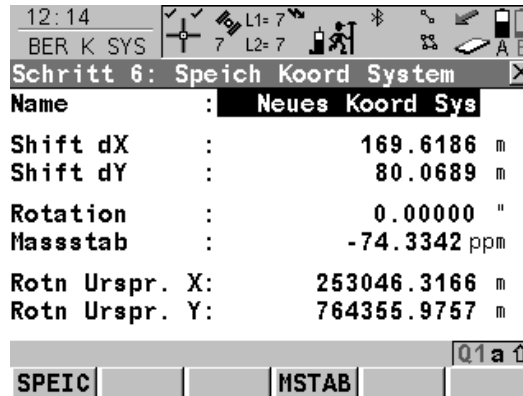 12:14
BER K SYS
7 L1= 7
L2= 7
A B
Schritt 6: Speich Koord System X
Name : Neues Koord Sys
Shift dX : 169.6186 m
Shift dY : 80.0689 m
Rotation : 0.00000 "
Massstab : -74.3342 ppm
Rotn Urspr. X: 253046.3166 m
Rotn Urspr. Y: 764355.9757 m
Q1 a
SPEIC MSTAB